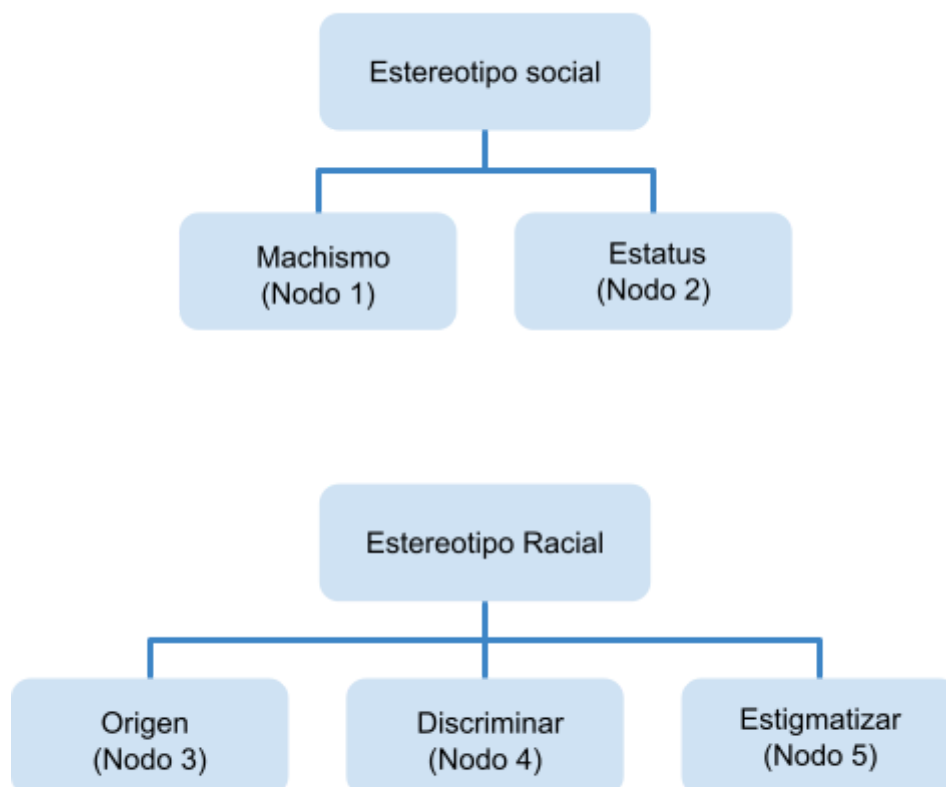 Estereotipo social
Machismo
(Nodo 1)
Estatus
(Nodo 2)
Estereotipo Racial
Origen
(Nodo 3)
Discriminar
(Nodo 4)
Estigmatizar
(Nodo 5)